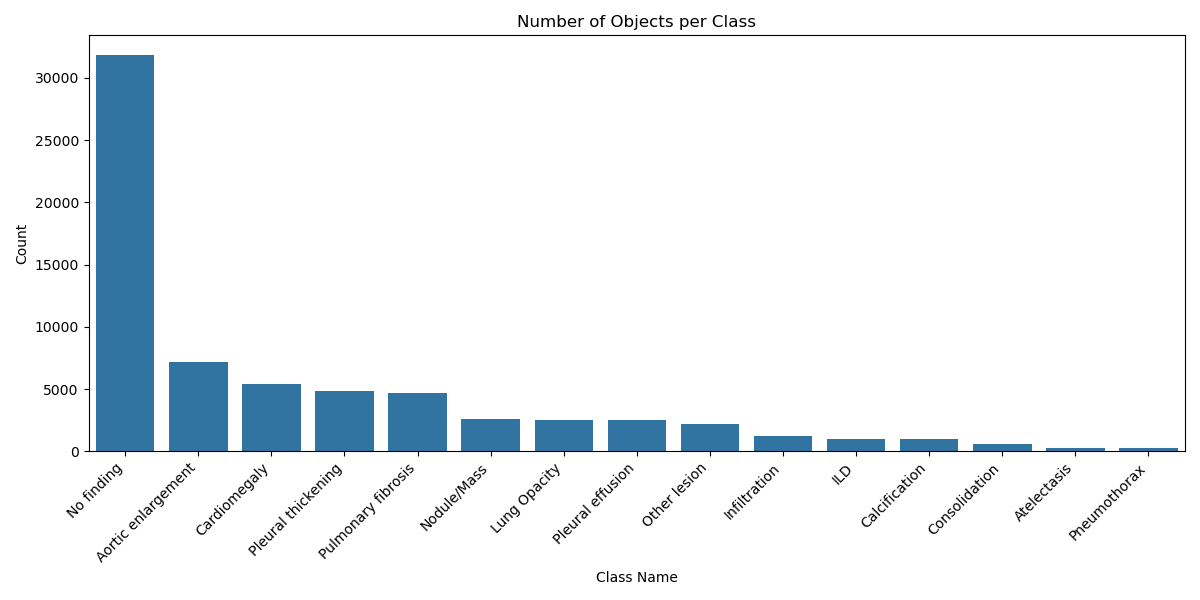 Number of Objects per Class
Count
30000
25000
20000
15000
10000
5000
0
No finding
Aortic enlargement
Cardiomegaly
Pleural thickening
Pulmonary fibrosis
Nodule/Mass
Lung Opacity
Pleural effusion
Other lesion
Infiltration
ILD
Calcification
Consolidation
Atelectasis
Pneumothorax
Class Name